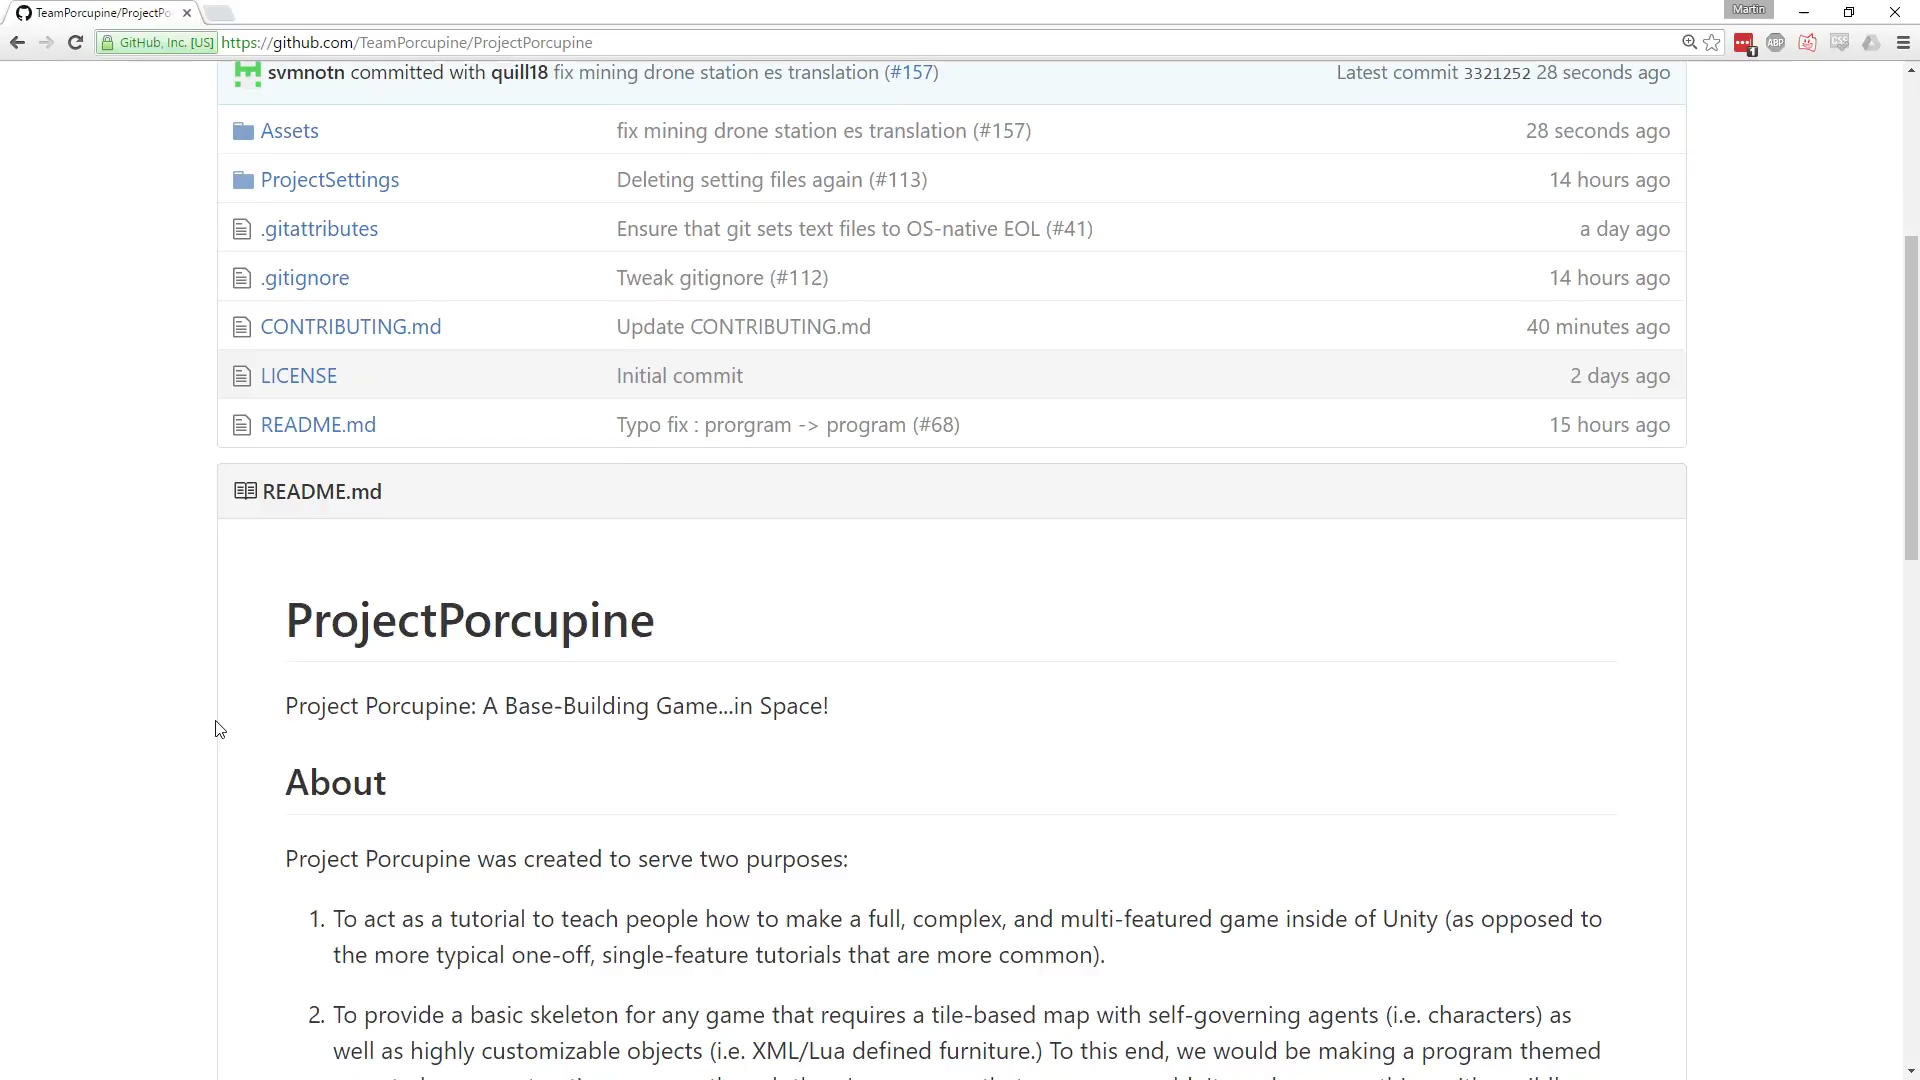 TeamPorcupine/ProjectPo
Martin
GitHub, Inc. [US] https://github.com/TeamPorcupine/ProjectPorcupine
1
ABP
CSS
svmnotn committed with quill18 fix mining drone station es translation (#157) Latest commit 3321252 28 seconds ago
Assets fix mining drone station es translation (#157) 28 seconds ago
ProjectSettings Deleting setting files again (#113) 14 hours ago
.gitattributes Ensure that git sets text files to OS-native EOL (#41) a day ago
.gitignore Tweak gitignore (#112) 14 hours ago
CONTRIBUTING.md Update CONTRIBUTING.md 40 minutes ago
LICENSE Initial commit 2 days ago
README.md Typo fix : prorgram -> program (#68) 15 hours ago
README.md
ProjectPorcupine
Project Porcupine: A Base-Building Game...in Space!
About
Project Porcupine was created to serve two purposes:
1. To act as a tutorial to teach people how to make a full, complex, and multi-featured game inside of Unity (as opposed to
the more typical one-off, single-feature tutorials that are more common).
2. To provide a basic skeleton for any game that requires a tile-based map with self-governing agents (i.e. characters) as
well as highly customizable objects (i.e. XML/Lua defined furniture.) To this end, we would be making a program themed